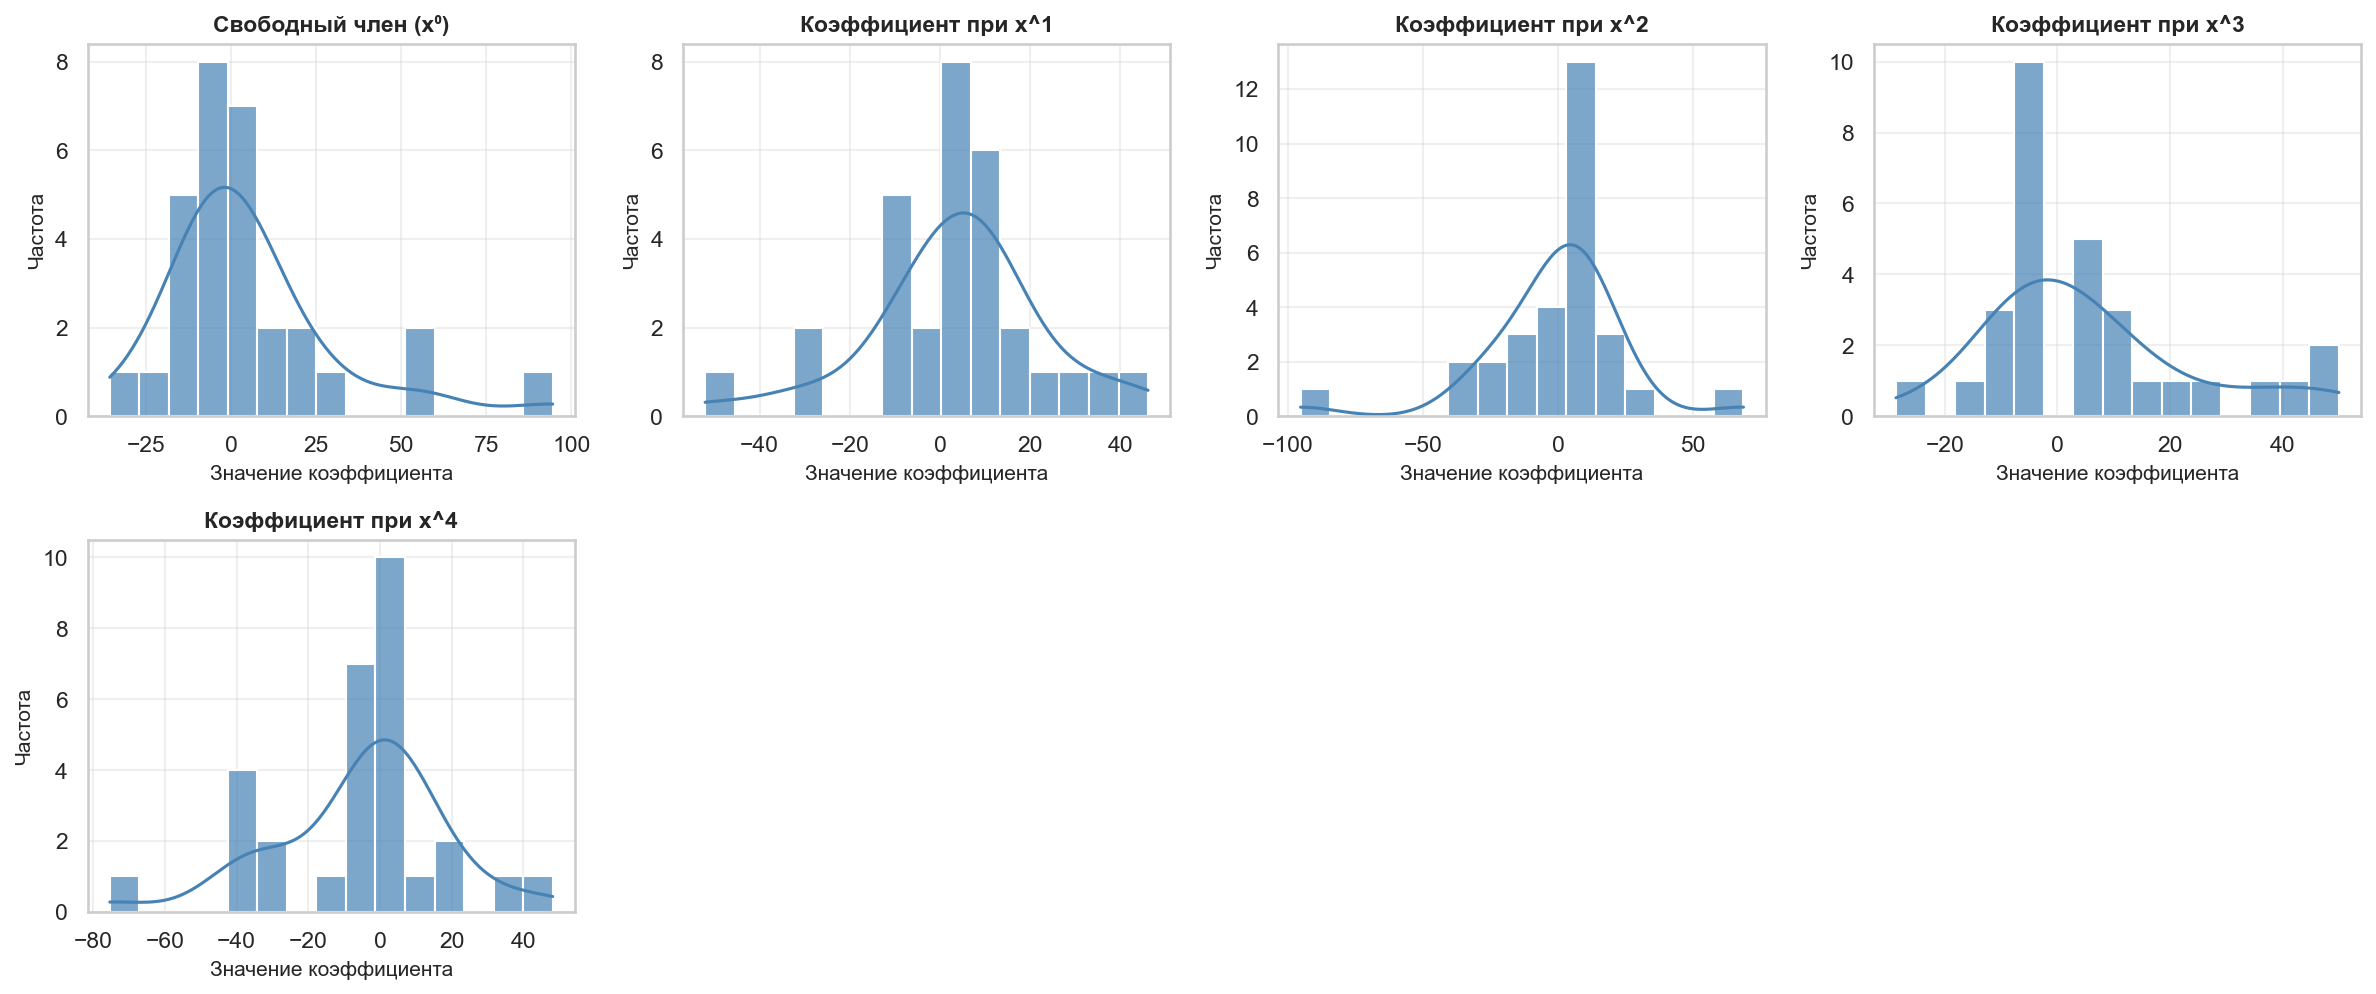 Свободный член (x⁰)
8
6
4
2
0
Частота
−25 0 25 50 75 100
Значение коэффициента
Коэффициент при x^1
8
6
4
2
0
Частота
−40 −20 0 20 40
Значение коэффициента
Коэффициент при x^2
12
10
8
6
4
2
0
Частота
−100 −50 0 50
Значение коэффициента
Коэффициент при x^3
10
8
6
4
2
0
Частота
−20 0 20 40
Значение коэффициента
Коэффициент при x^4
10
8
6
4
2
0
Частота
−80 −60 −40 −20 0 20 40
Значение коэффициента